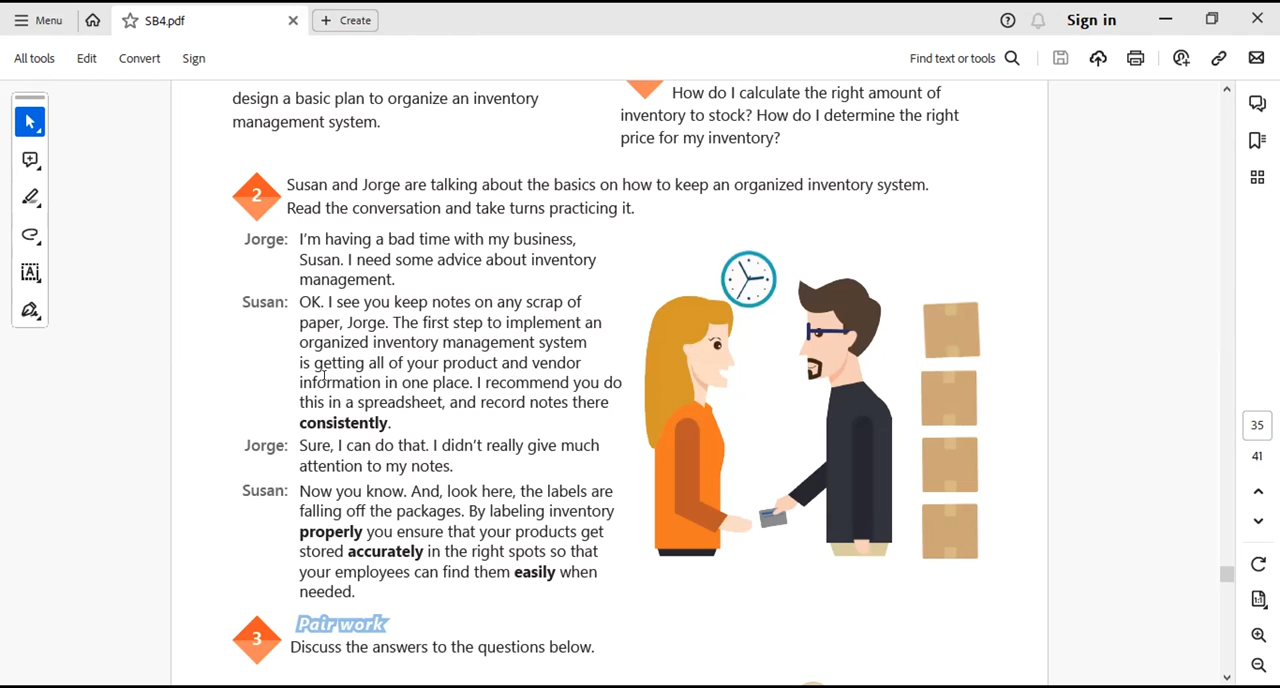 Menu
SB4.pdf
Create
Sign in
All tools
Edit
Convert
Sign
Find text or tools
design a basic plan to organize an inventory
management system.
How do I calculate the right amount of
inventory to stock? How do I determine the right
price for my inventory?
2
Susan and Jorge are talking about the basics on how to keep an organized inventory system.
Read the conversation and take turns practicing it.
Jorge: I'm having a bad time with my business,
Susan. I need some advice about inventory
management.
Susan: OK. I see you keep notes on any scrap of
paper, Jorge. The first step to implement an
organized inventory management system
is getting all of your product and vendor
information in one place. I recommend you do
this in a spreadsheet, and record notes there
consistently.
Jorge: Sure, I can do that. I didn't really give much
attention to my notes.
Susan: Now you know. And, look here, the labels are
falling off the packages. By labeling inventory
properly you ensure that your products get
stored accurately in the right spots so that
your employees can find them easily when
needed.
3
Pair work
Discuss the answers to the questions below.
35
41